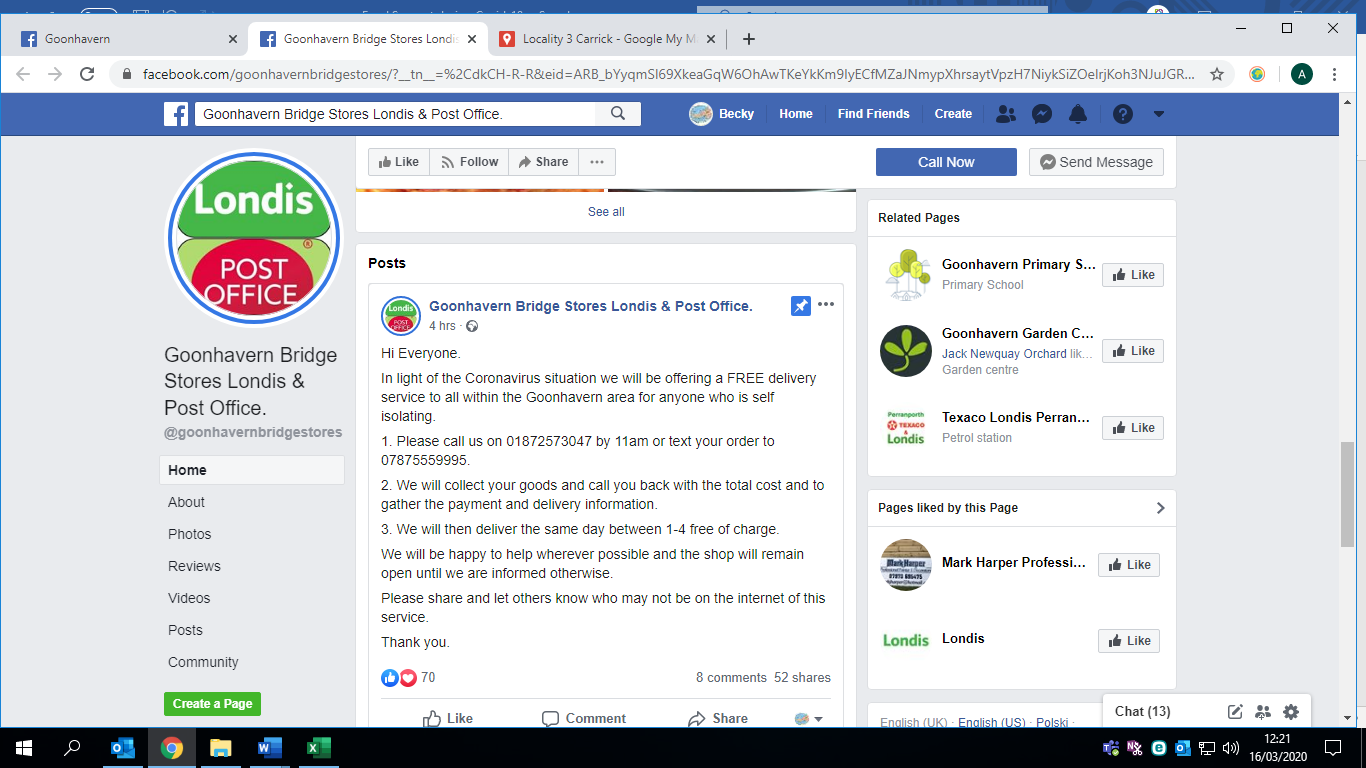 Goonhavern
Goonhavern Bridge Stores Londis
Locality 3 Carrick - Google My M
facebook.com/goonhavernbridgestores/?__tn__=%2CdkCH-R-R&eid=
Goonhavern Bridge Stores Londis & Post Office.
Becky
Home
Find Friends
Create
Londis
POST
OFFICE
®
Goonhavern Bridge
Stores Londis &
Post Office.
@goonhavernbridgestores
Home
About
Photos
Reviews
Videos
Posts
Community
Create a Page
Like
Follow
Share
...
Call Now
Send Message
See all
Posts
Goonhavern Bridge Stores Londis & Post Office.
4 hrs ·
Hi Everyone.
In light of the Coronavirus situation we will be offering a FREE delivery
service to all within the Goonhavern area for anyone who is self
isolating.
1. Please call us on 01872573047 by 11am or text your order to
07875559995.
2. We will collect your goods and call you back with the total cost and to
gather the payment and delivery information.
3. We will then deliver the same day between 1-4 free of charge.
We will be happy to help wherever possible and the shop will remain
open until we are informed otherwise.
Please share and let others know who may not be on the internet of this
service.
Thank you.
70
8 comments 52 shares
Like
Comment
Share
Related Pages
Goonhavern Primary S...
Primary School
Like
Goonhavern Garden C...
Jack Newquay Orchard lik...
Garden centre
Like
Perranporth
TEXACO
&
Londis
Texaco Londis Perran...
Petrol station
Like
Pages liked by this Page
Mark Harper
Mark Harper Professi...
Like
Londis
Londis
Like
English (UK) · English (US) · Polski ·
Chat (13)
12:21
16/03/2020